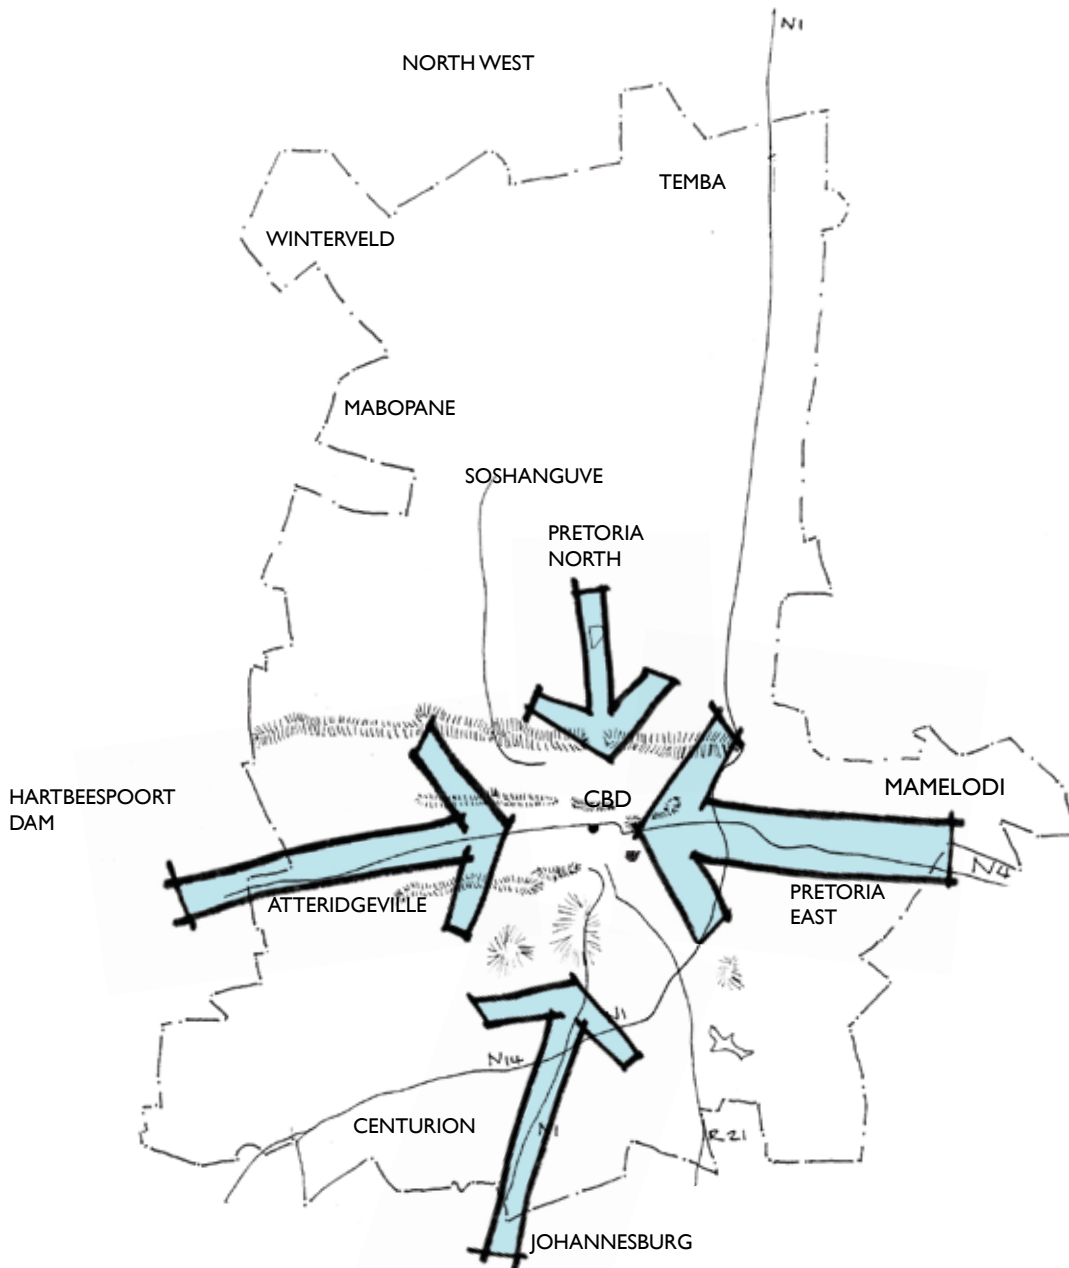 N1
NORTH WEST
TEMBA
WINTERVELD
MABOPANE
SOSHANGUVE
PRETORIA
NORTH
HARTBEESPOORT
DAM
CBD
MAMELODI
N4
ATTERIDGEVILLE
PRETORIA
EAST
N1
N14
CENTURION
N1
R21
JOHANNESBURG